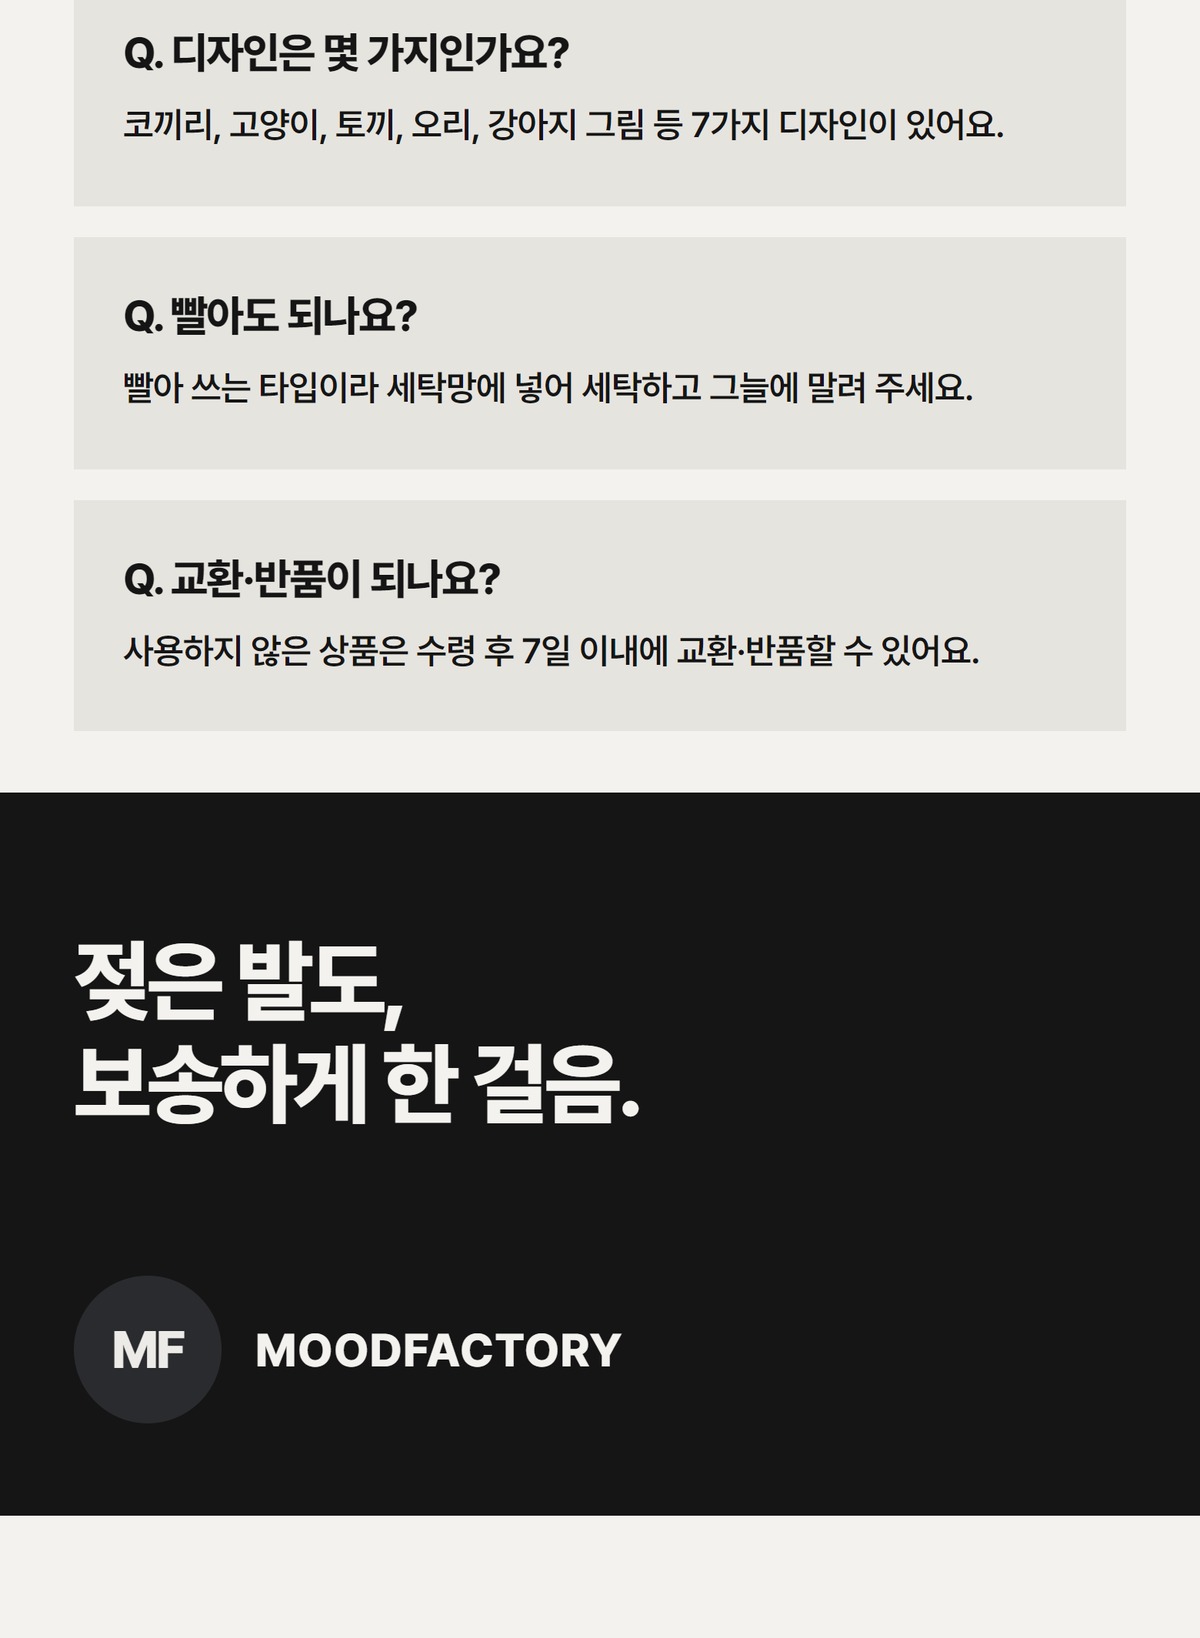 Q. 디자인은 몇 가지인가요?
코끼리, 고양이, 토끼, 오리, 강아지 그림 등 7가지 디자인이 있어요.
Q. 빨아도 되나요?
빨아 쓰는 타입이라 세탁망에 넣어 세탁하고 그늘에 말려 주세요.
Q. 교환·반품이 되나요?
사용하지 않은 상품은 수령 후 7일 이내에 교환·반품할 수 있어요.
젖은 발도,
보송하게 한 걸음.
MF
MOODFACTORY